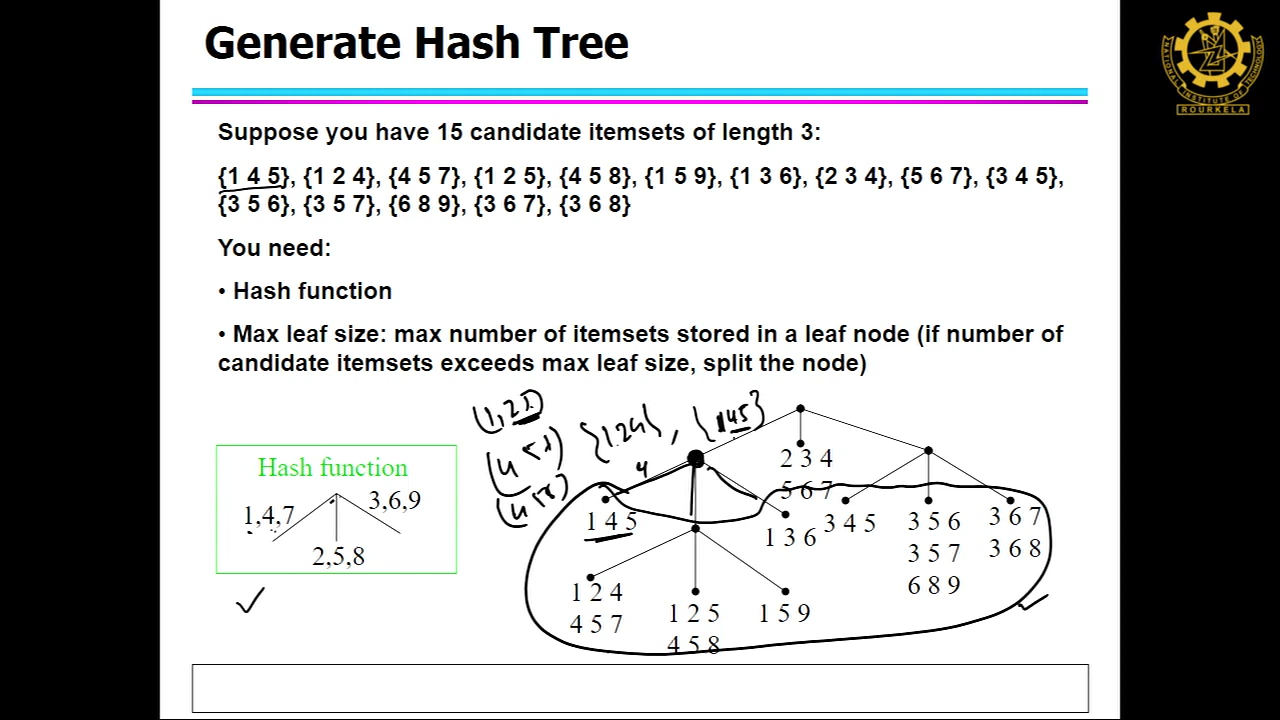 Generate Hash Tree
NATIONAL INSTITUTE OF TECHNOLOGY
ROURKELA
Suppose you have 15 candidate itemsets of length 3:
{1 4 5}, {1 2 4}, {4 5 7}, {1 2 5}, {4 5 8}, {1 5 9}, {1 3 6}, {2 3 4}, {5 6 7}, {3 4 5},
{3 5 6}, {3 5 7}, {6 8 9}, {3 6 7}, {3 6 8}
You need:
• Hash function
• Max leaf size: max number of itemsets stored in a leaf node (if number of
candidate itemsets exceeds max leaf size, split the node)
Hash function
1,4,7
3,6,9
2,5,8
{1.24}, {145}
4
2 3 4
5 6 7
1 4 5
1 3 6
3 4 5
3 5 6
3 5 7
6 8 9
3 6 7
3 6 8
1 2 4
4 5 7
1 2 5
4 5 8
1 5 9